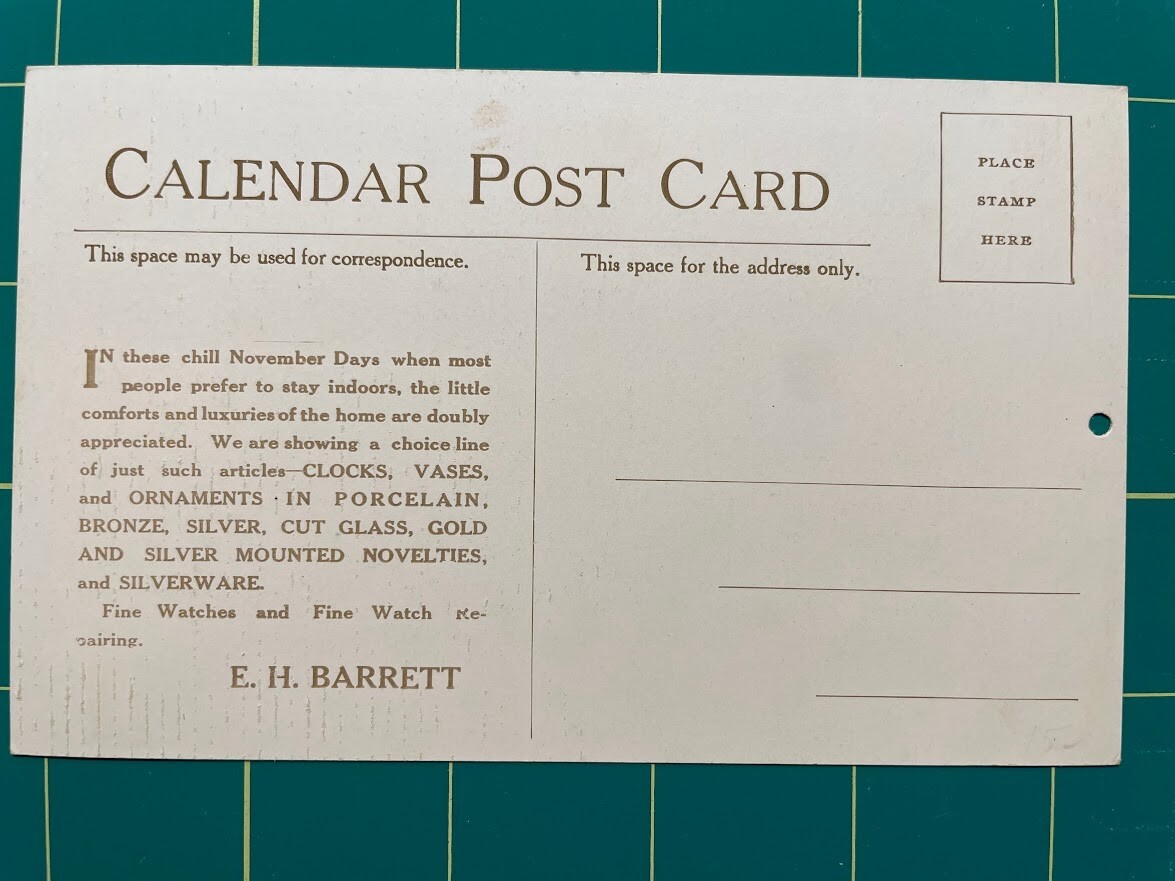 CALENDAR POST CARD
PLACE
STAMP
HERE
This space may be used for correspondence.
This space for the address only.
IN these chill November Days when most
people prefer to stay indoors, the little
comforts and luxuries of the home are doubly
appreciated. We are showing a choice line
of just such articles—CLOCKS, VASES,
and ORNAMENTS · IN PORCELAIN,
BRONZE, SILVER, CUT GLASS, GOLD
AND SILVER MOUNTED NOVELTIES,
and SILVERWARE.
Fine Watches and Fine Watch Re-
pairing.
E. H. BARRETT